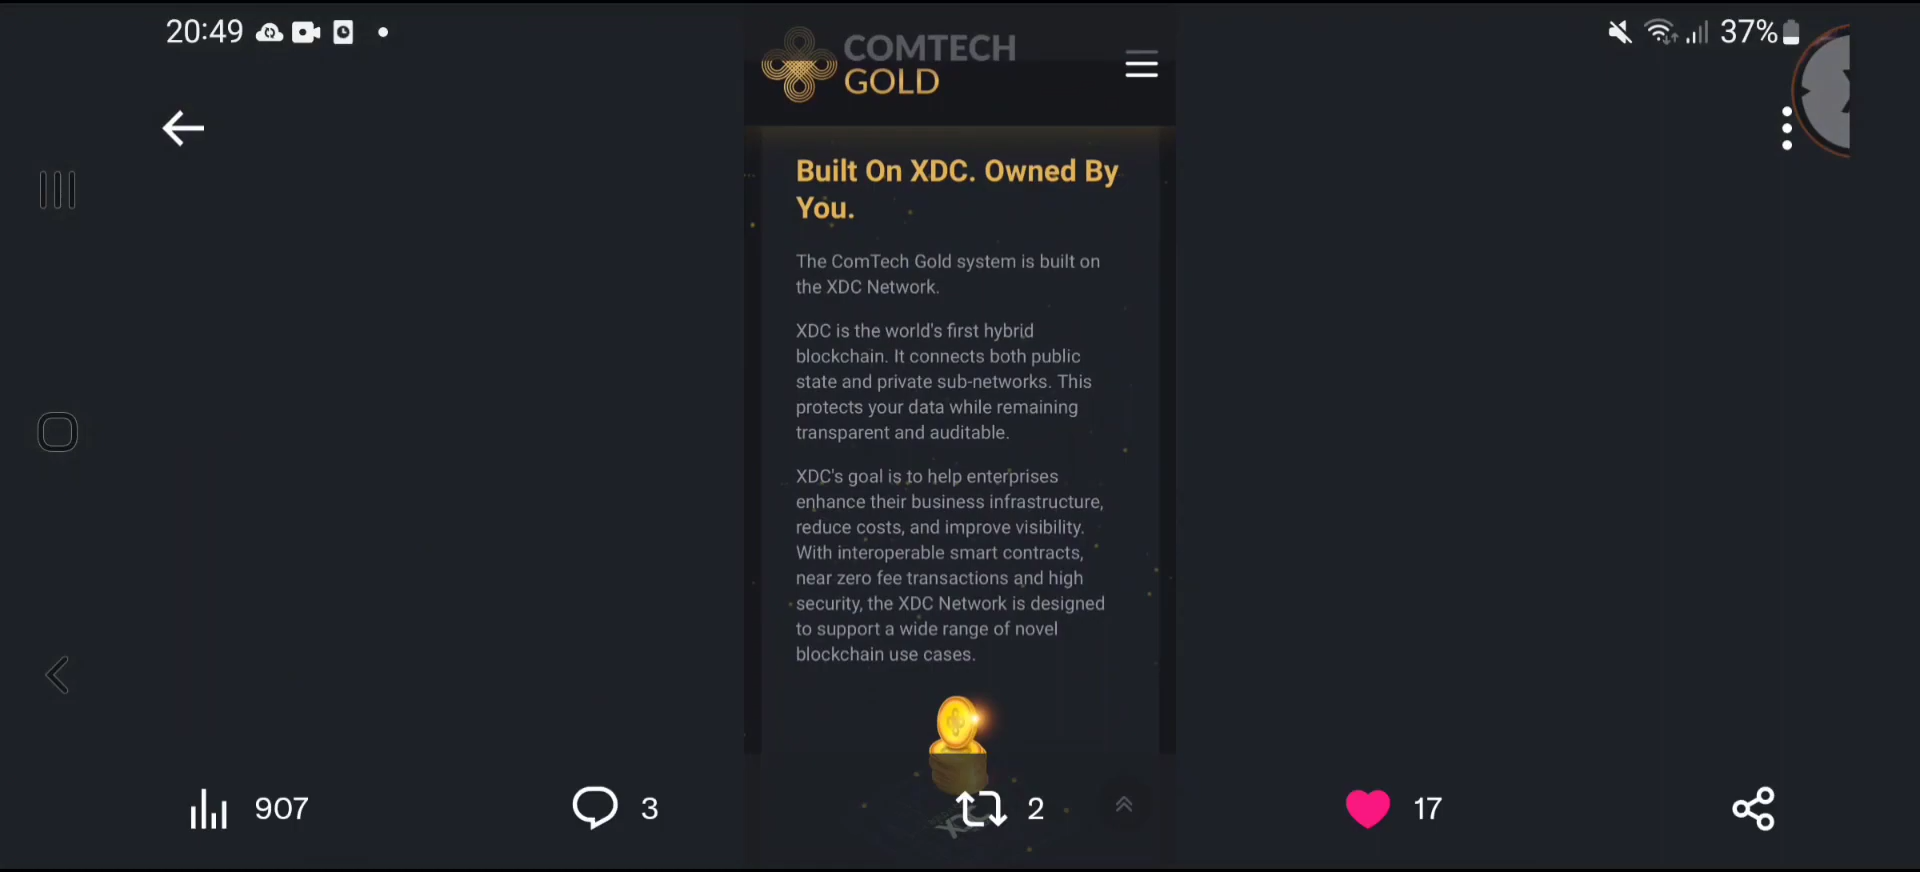 20:49
37%
COMTECH
GOLD
Built On XDC. Owned By
You.
The ComTech Gold system is built on
the XDC Network.
XDC is the world's first hybrid
blockchain. It connects both public
state and private sub-networks. This
protects your data while remaining
transparent and auditable.
XDC's goal is to help enterprises
enhance their business infrastructure,
reduce costs, and improve visibility.
With interoperable smart contracts,
near zero fee transactions and high
security, the XDC Network is designed
to support a wide range of novel
blockchain use cases.
907
3
2
17